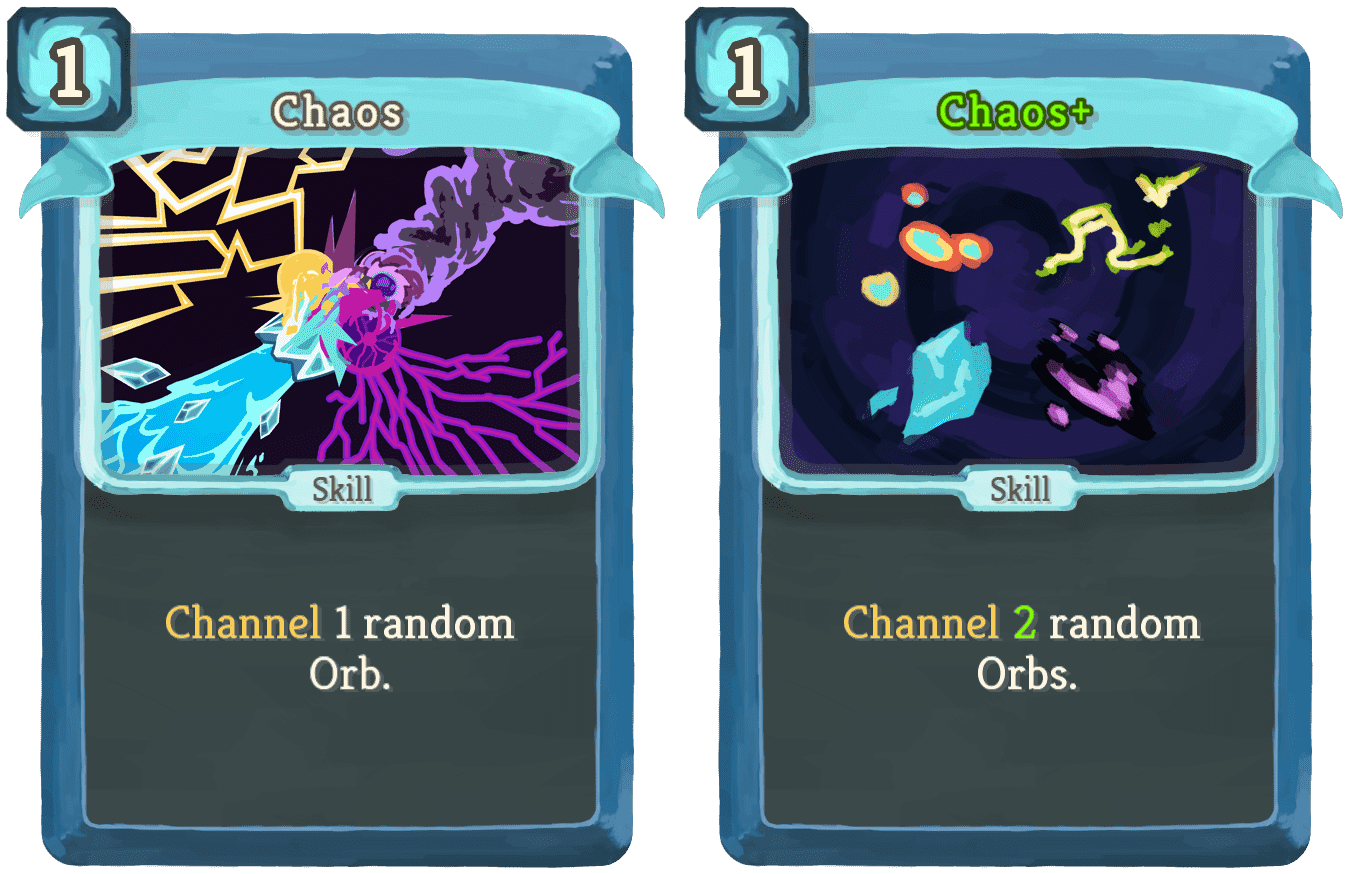 1
Chaos
Skill
Channel 1 random
Orb.
1
Chaos+
Skill
Channel 2 random
Orbs.